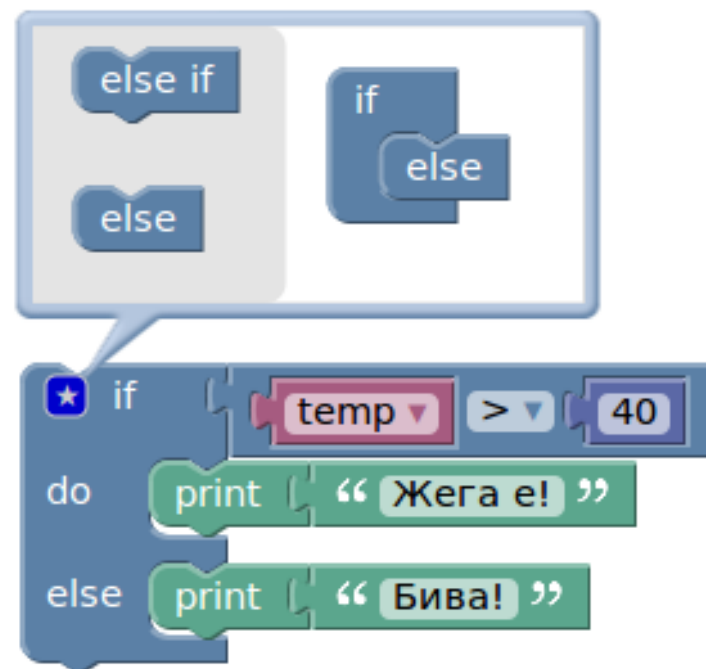 else if
if
else
else
if temp > 40
do print “ Жега е! ”
else print “ Бива! ”